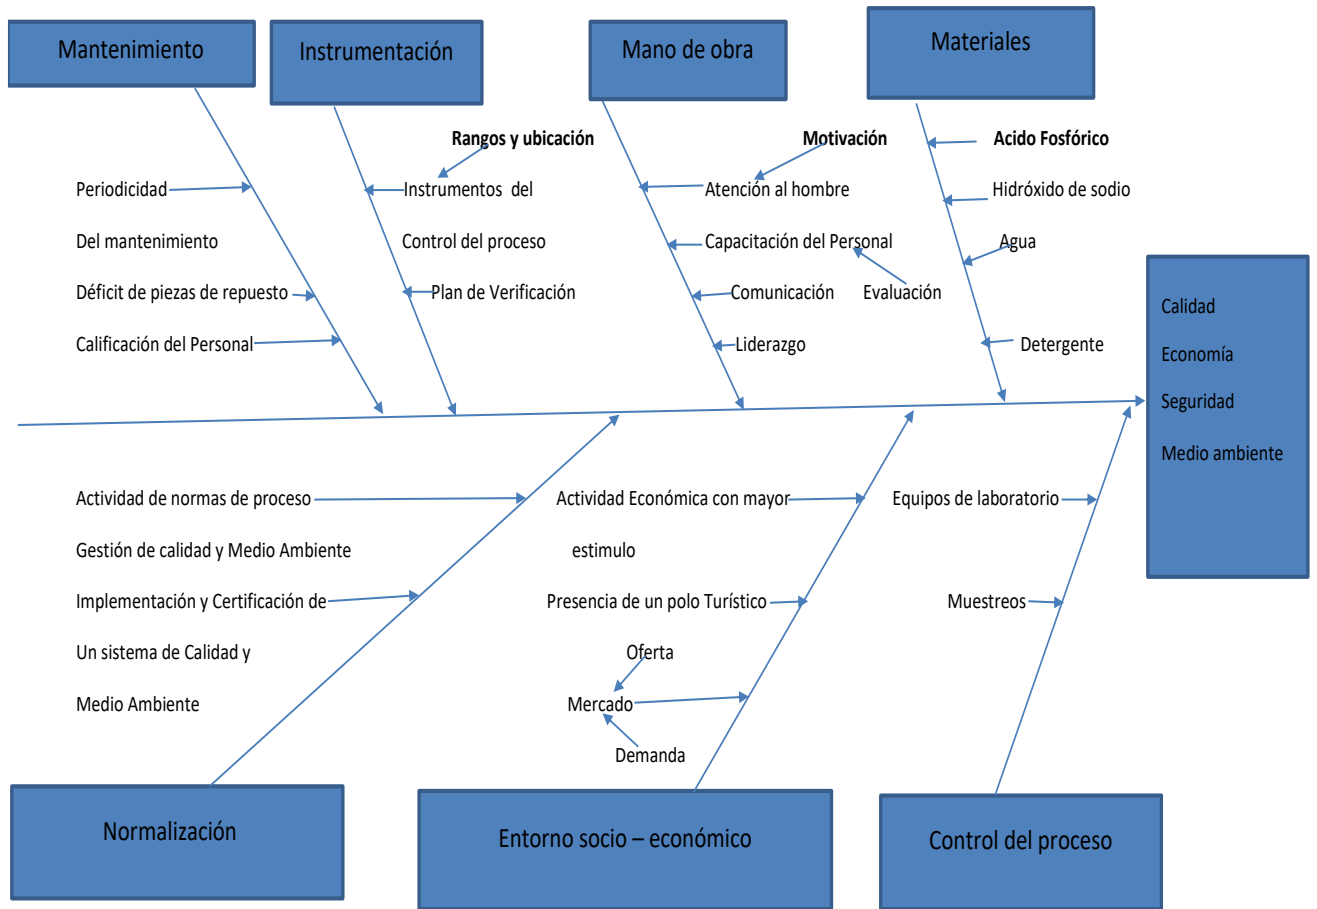 Mantenimiento
Instrumentación
Mano de obra
Materiales
Rangos y ubicación
Motivación
Acido Fosfórico
Periodicidad
Instrumentos del
Atención al hombre
Hidróxido de sodio
Del mantenimiento
Control del proceso
Capacitación del Personal
Agua
Déficit de piezas de repuesto
Plan de Verificación
Comunicación
Evaluación
Calificación del Personal
Liderazgo
Detergente
Calidad
Economía
Seguridad
Medio ambiente
Actividad de normas de proceso
Actividad Económica con mayor
Equipos de laboratorio
Gestión de calidad y Medio Ambiente
estimulo
Implementación y Certificación de
Presencia de un polo Turístico
Muestreos
Un sistema de Calidad y
Oferta
Medio Ambiente
Mercado
Demanda
Normalización
Entorno socio – económico
Control del proceso